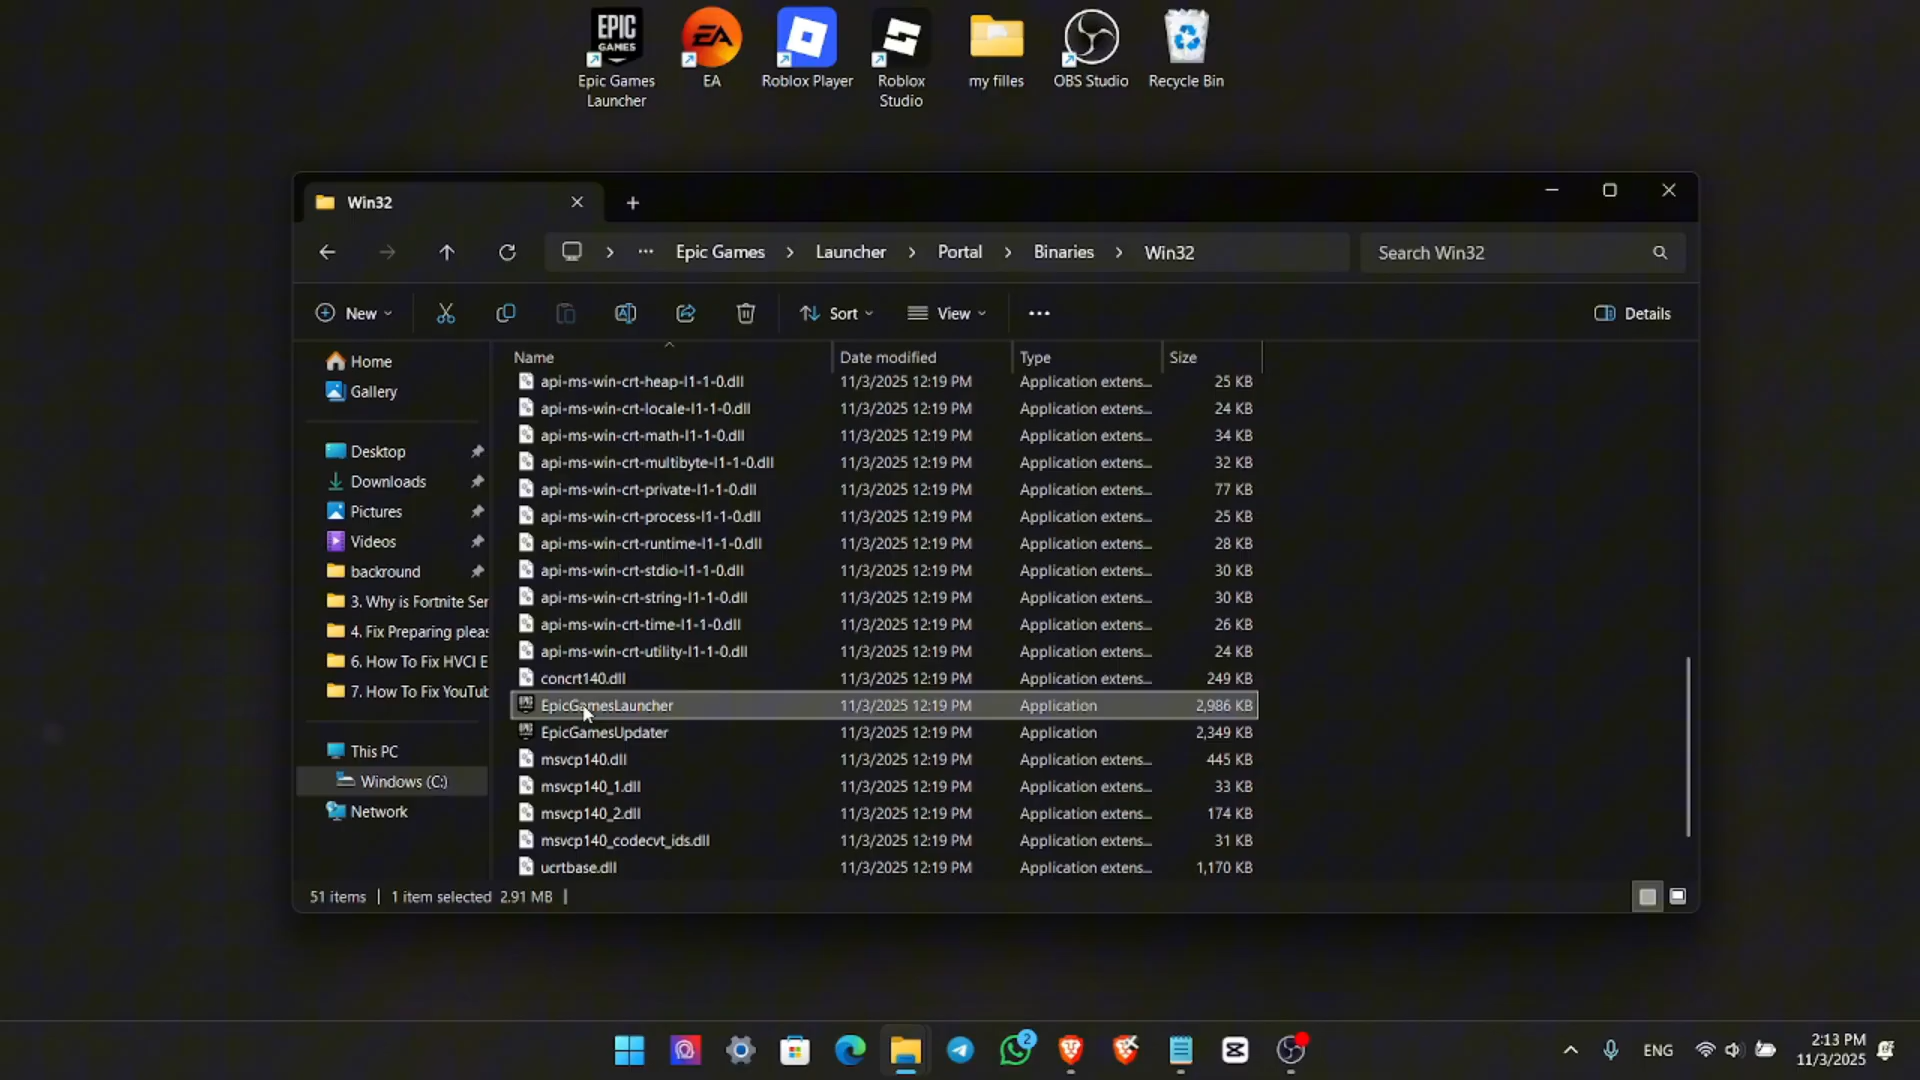 EPIC
GAMES
EA
Epic Games
Launcher
EA
Roblox Player
Roblox
Studio
my filles
OBS Studio
Recycle Bin
Win32
Epic Games
Launcher
Portal
Binaries
Win32
Search Win32
New
Sort
View
Details
Home
Gallery
Desktop
Downloads
Pictures
Videos
backround
3. Why is Fortnite Ser
4. Fix Preparing pleas
6. How To Fix HVCI E
7. How To Fix YouTub
This PC
Windows (C:)
Network
Name Date modified Type Size
api-ms-win-crt-heap-l1-1-0.dll 11/3/2025 12:19 PM Application extens... 25 KB
api-ms-win-crt-locale-l1-1-0.dll 11/3/2025 12:19 PM Application extens... 24 KB
api-ms-win-crt-math-l1-1-0.dll 11/3/2025 12:19 PM Application extens... 34 KB
api-ms-win-crt-multibyte-l1-1-0.dll 11/3/2025 12:19 PM Application extens... 32 KB
api-ms-win-crt-private-l1-1-0.dll 11/3/2025 12:19 PM Application extens... 77 KB
api-ms-win-crt-process-l1-1-0.dll 11/3/2025 12:19 PM Application extens... 25 KB
api-ms-win-crt-runtime-l1-1-0.dll 11/3/2025 12:19 PM Application extens... 28 KB
api-ms-win-crt-stdio-l1-1-0.dll 11/3/2025 12:19 PM Application extens... 30 KB
api-ms-win-crt-string-l1-1-0.dll 11/3/2025 12:19 PM Application extens... 30 KB
api-ms-win-crt-time-l1-1-0.dll 11/3/2025 12:19 PM Application extens... 26 KB
api-ms-win-crt-utility-l1-1-0.dll 11/3/2025 12:19 PM Application extens... 24 KB
concrt140.dll 11/3/2025 12:19 PM Application extens... 249 KB
EpicGamesLauncher 11/3/2025 12:19 PM Application 2,986 KB
EpicGamesUpdater 11/3/2025 12:19 PM Application 2,349 KB
msvcp140.dll 11/3/2025 12:19 PM Application extens... 445 KB
msvcp140_1.dll 11/3/2025 12:19 PM Application extens... 33 KB
msvcp140_2.dll 11/3/2025 12:19 PM Application extens... 174 KB
msvcp140_codecvt_ids.dll 11/3/2025 12:19 PM Application extens... 31 KB
ucrtbase.dll 11/3/2025 12:19 PM Application extens... 1,170 KB
51 items 1 item selected 2.91 MB
2
ENG
2:13 PM
11/3/2025